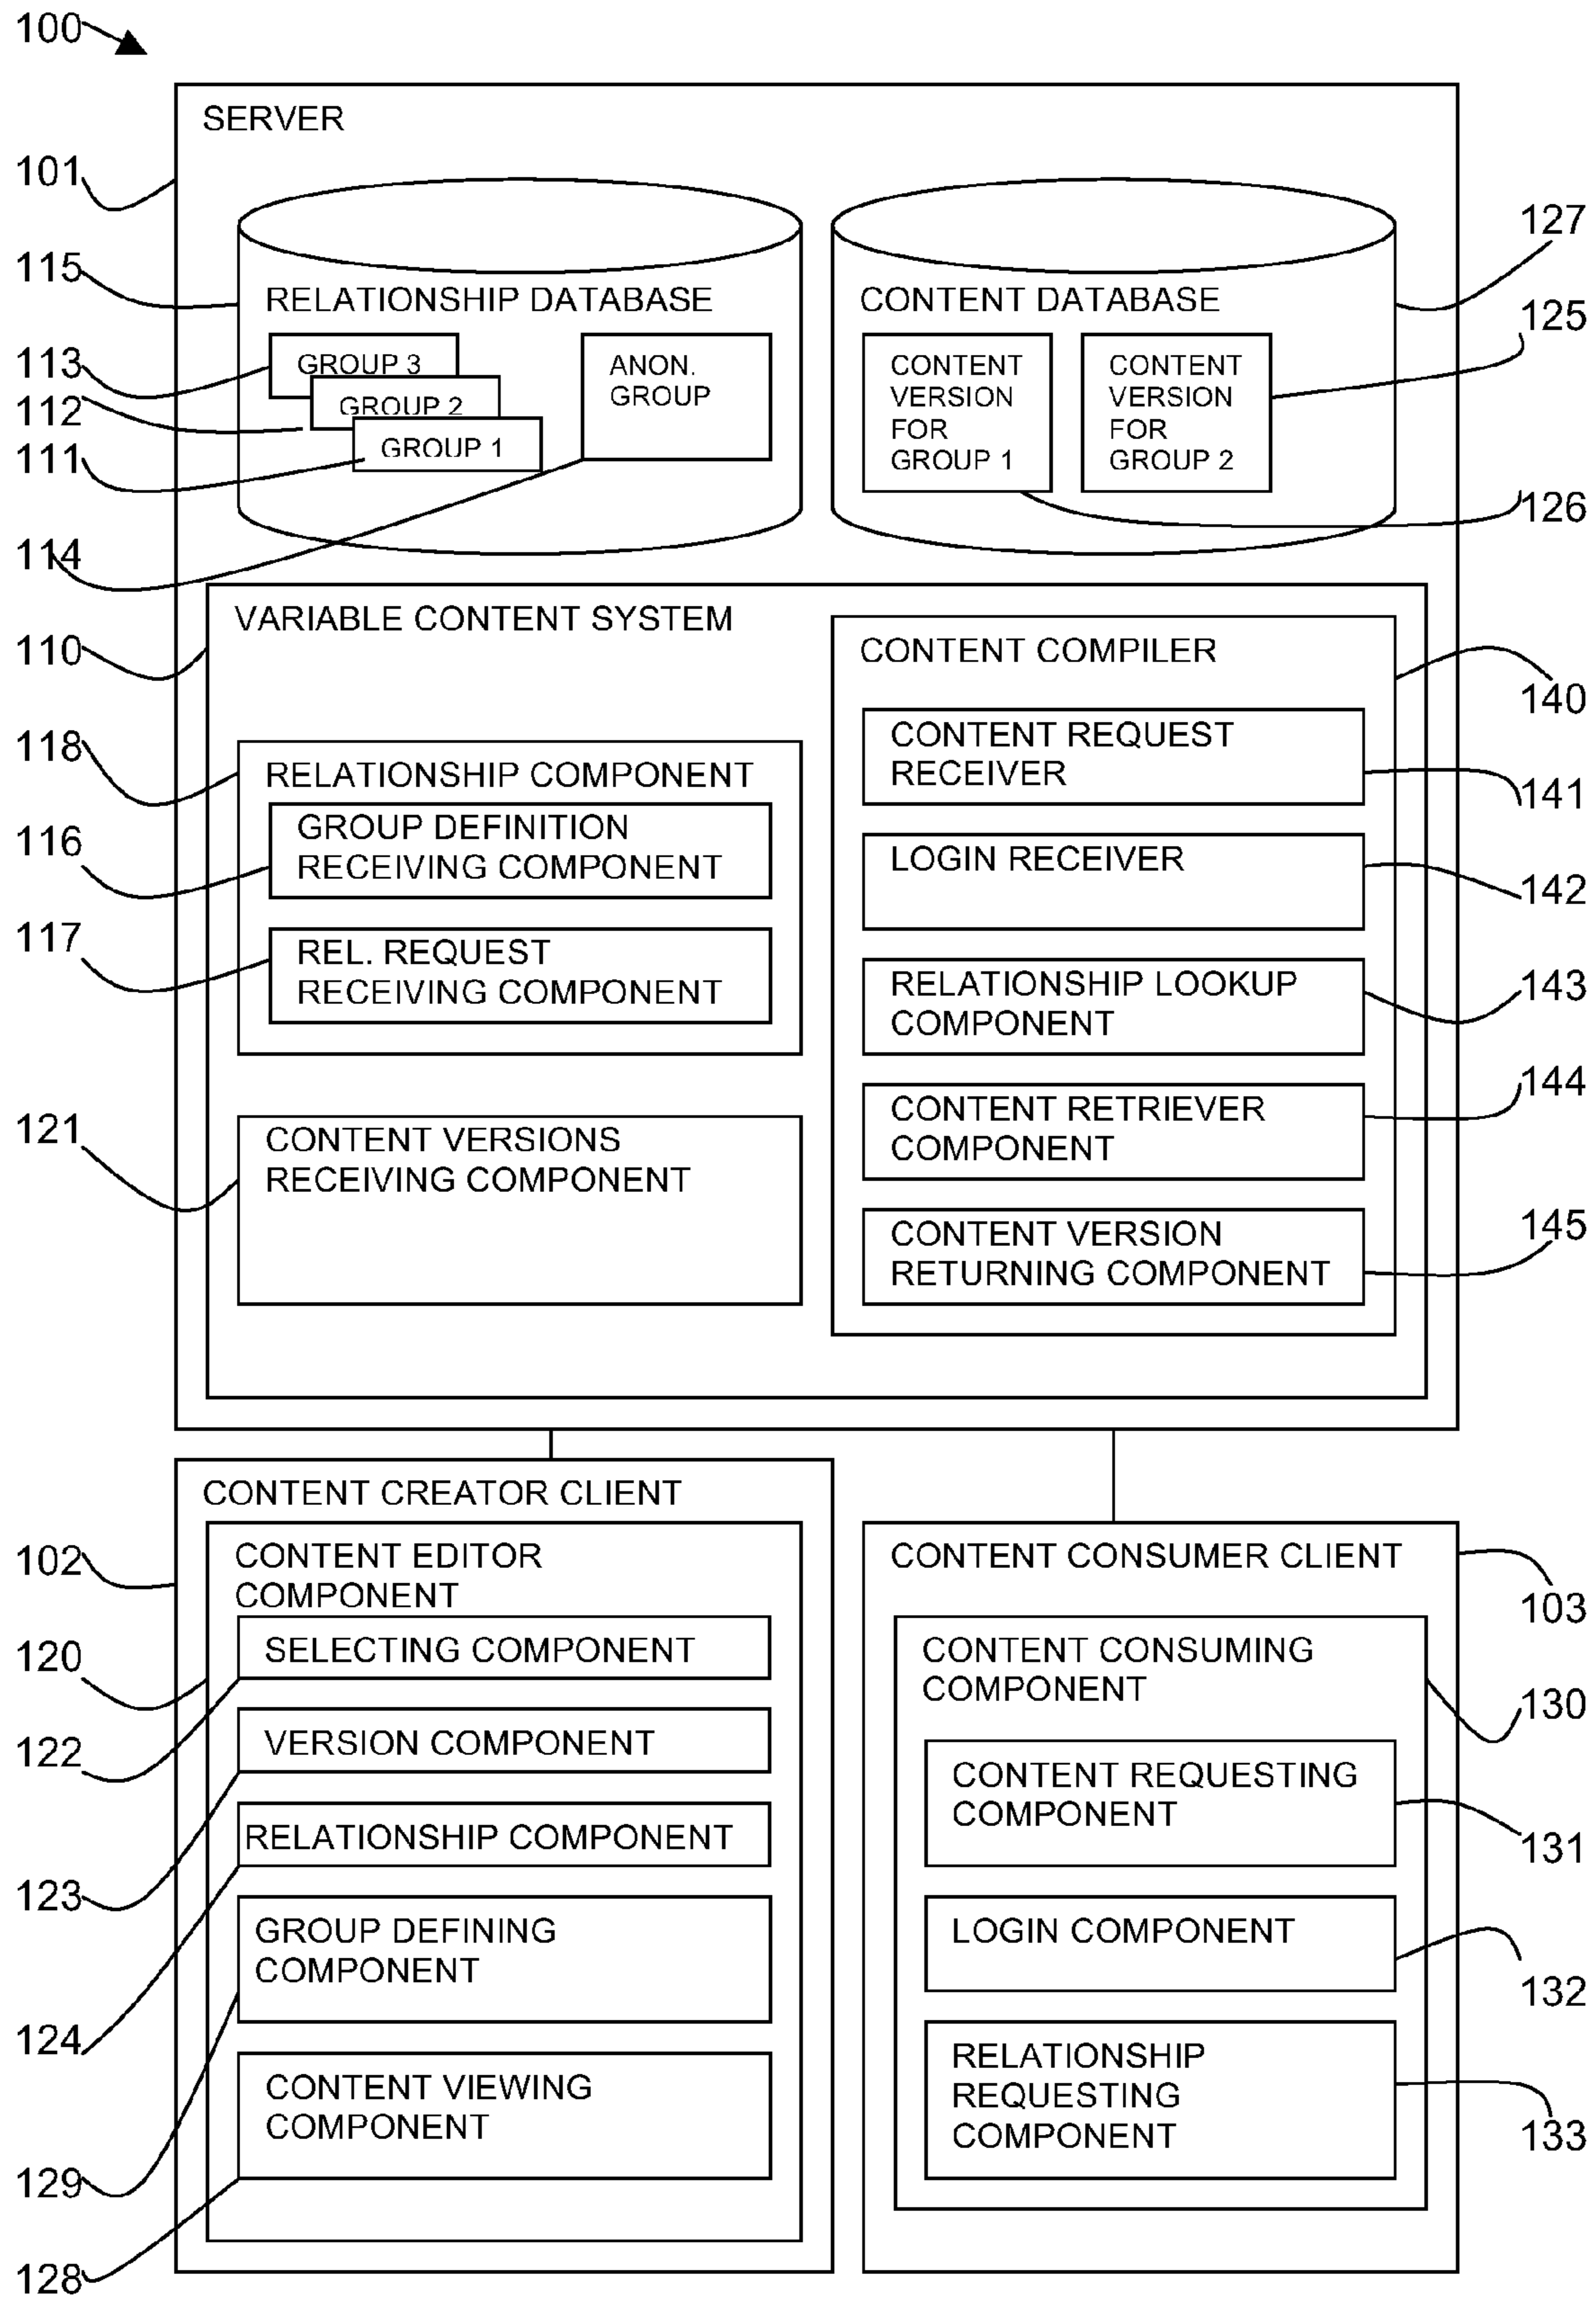 100
SERVER
101
115
RELATIONSHIP DATABASE
113
GROUP 3
112
GROUP 2
111
GROUP 1
ANON.
GROUP
114
CONTENT DATABASE
127
125
CONTENT
VERSION
FOR
GROUP 1
CONTENT
VERSION
FOR
GROUP 2
126
VARIABLE CONTENT SYSTEM
110
118
RELATIONSHIP COMPONENT
116
GROUP DEFINITION
RECEIVING COMPONENT
117
REL. REQUEST
RECEIVING COMPONENT
121
CONTENT VERSIONS
RECEIVING COMPONENT
CONTENT COMPILER
140
CONTENT REQUEST
RECEIVER
141
LOGIN RECEIVER
142
RELATIONSHIP LOOKUP
COMPONENT
143
CONTENT RETRIEVER
COMPONENT
144
CONTENT VERSION
RETURNING COMPONENT
145
CONTENT CREATOR CLIENT
102
CONTENT EDITOR
COMPONENT
120
SELECTING COMPONENT
122
VERSION COMPONENT
123
RELATIONSHIP COMPONENT
124
GROUP DEFINING
COMPONENT
129
CONTENT VIEWING
COMPONENT
128
CONTENT CONSUMER CLIENT
103
CONTENT CONSUMING
COMPONENT
130
CONTENT REQUESTING
COMPONENT
131
LOGIN COMPONENT
132
RELATIONSHIP
REQUESTING
COMPONENT
133